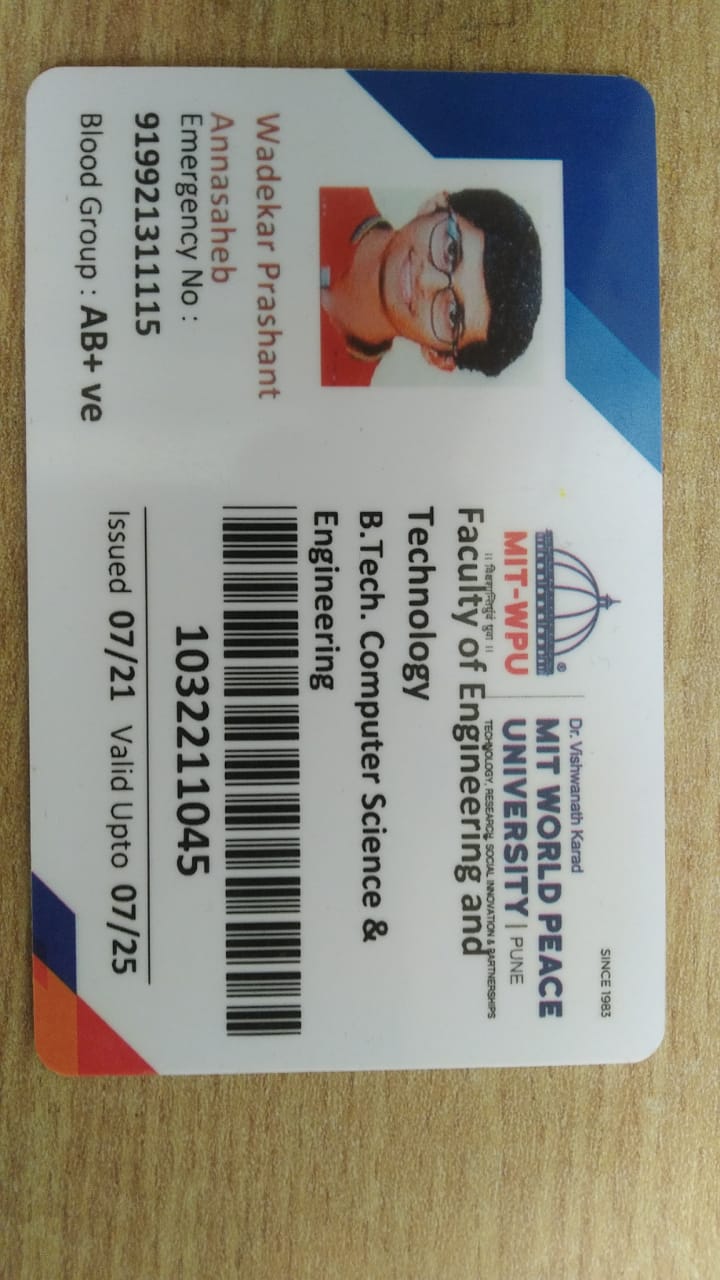 SINCE 1983
Dr. Vishwanath Karad
MIT WORLD PEACE
UNIVERSITY | PUNE
TECHNOLOGY, RESEARCH, SOCIAL INNOVATION & PARTNERSHIPS
MIT-WPU
Faculty of Engineering and
Technology
B.Tech. Computer Science &
Engineering
1032211045
Issued 07/21 Valid Upto 07/25
Wadekar Prashant
Annasaheb
Emergency No :
919921311115
Blood Group : AB+ ve